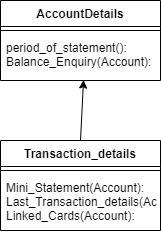 AccountDetails
period_of_statement():
Balance_Enquiry(Account):
Transaction_details
Mini_Statement(Account):
Last_Transaction_details(Ac
Linked_Cards(Account):